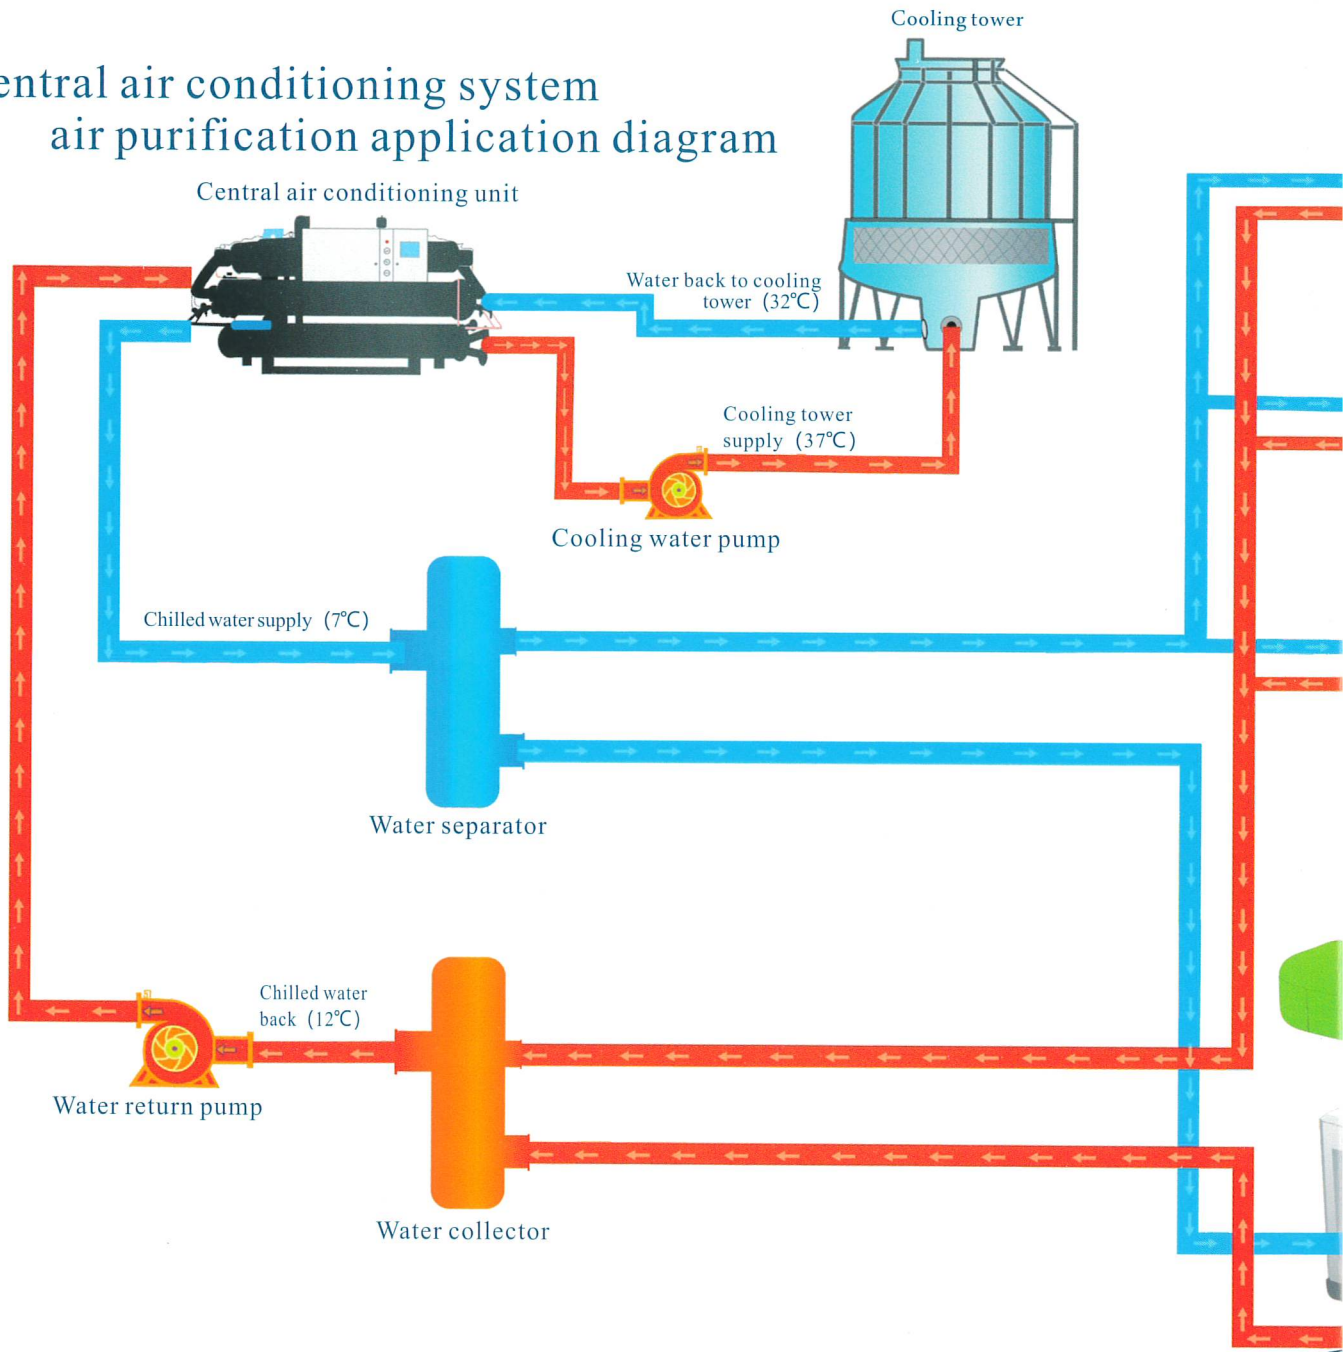 entral air conditioning system
air purification application diagram
Cooling tower
Central air conditioning unit
Water back to cooling
tower (32℃)
Cooling tower
supply (37℃)
Cooling water pump
Chilled water supply (7℃)
Water separator
Chilled water
back (12℃)
Water return pump
Water collector